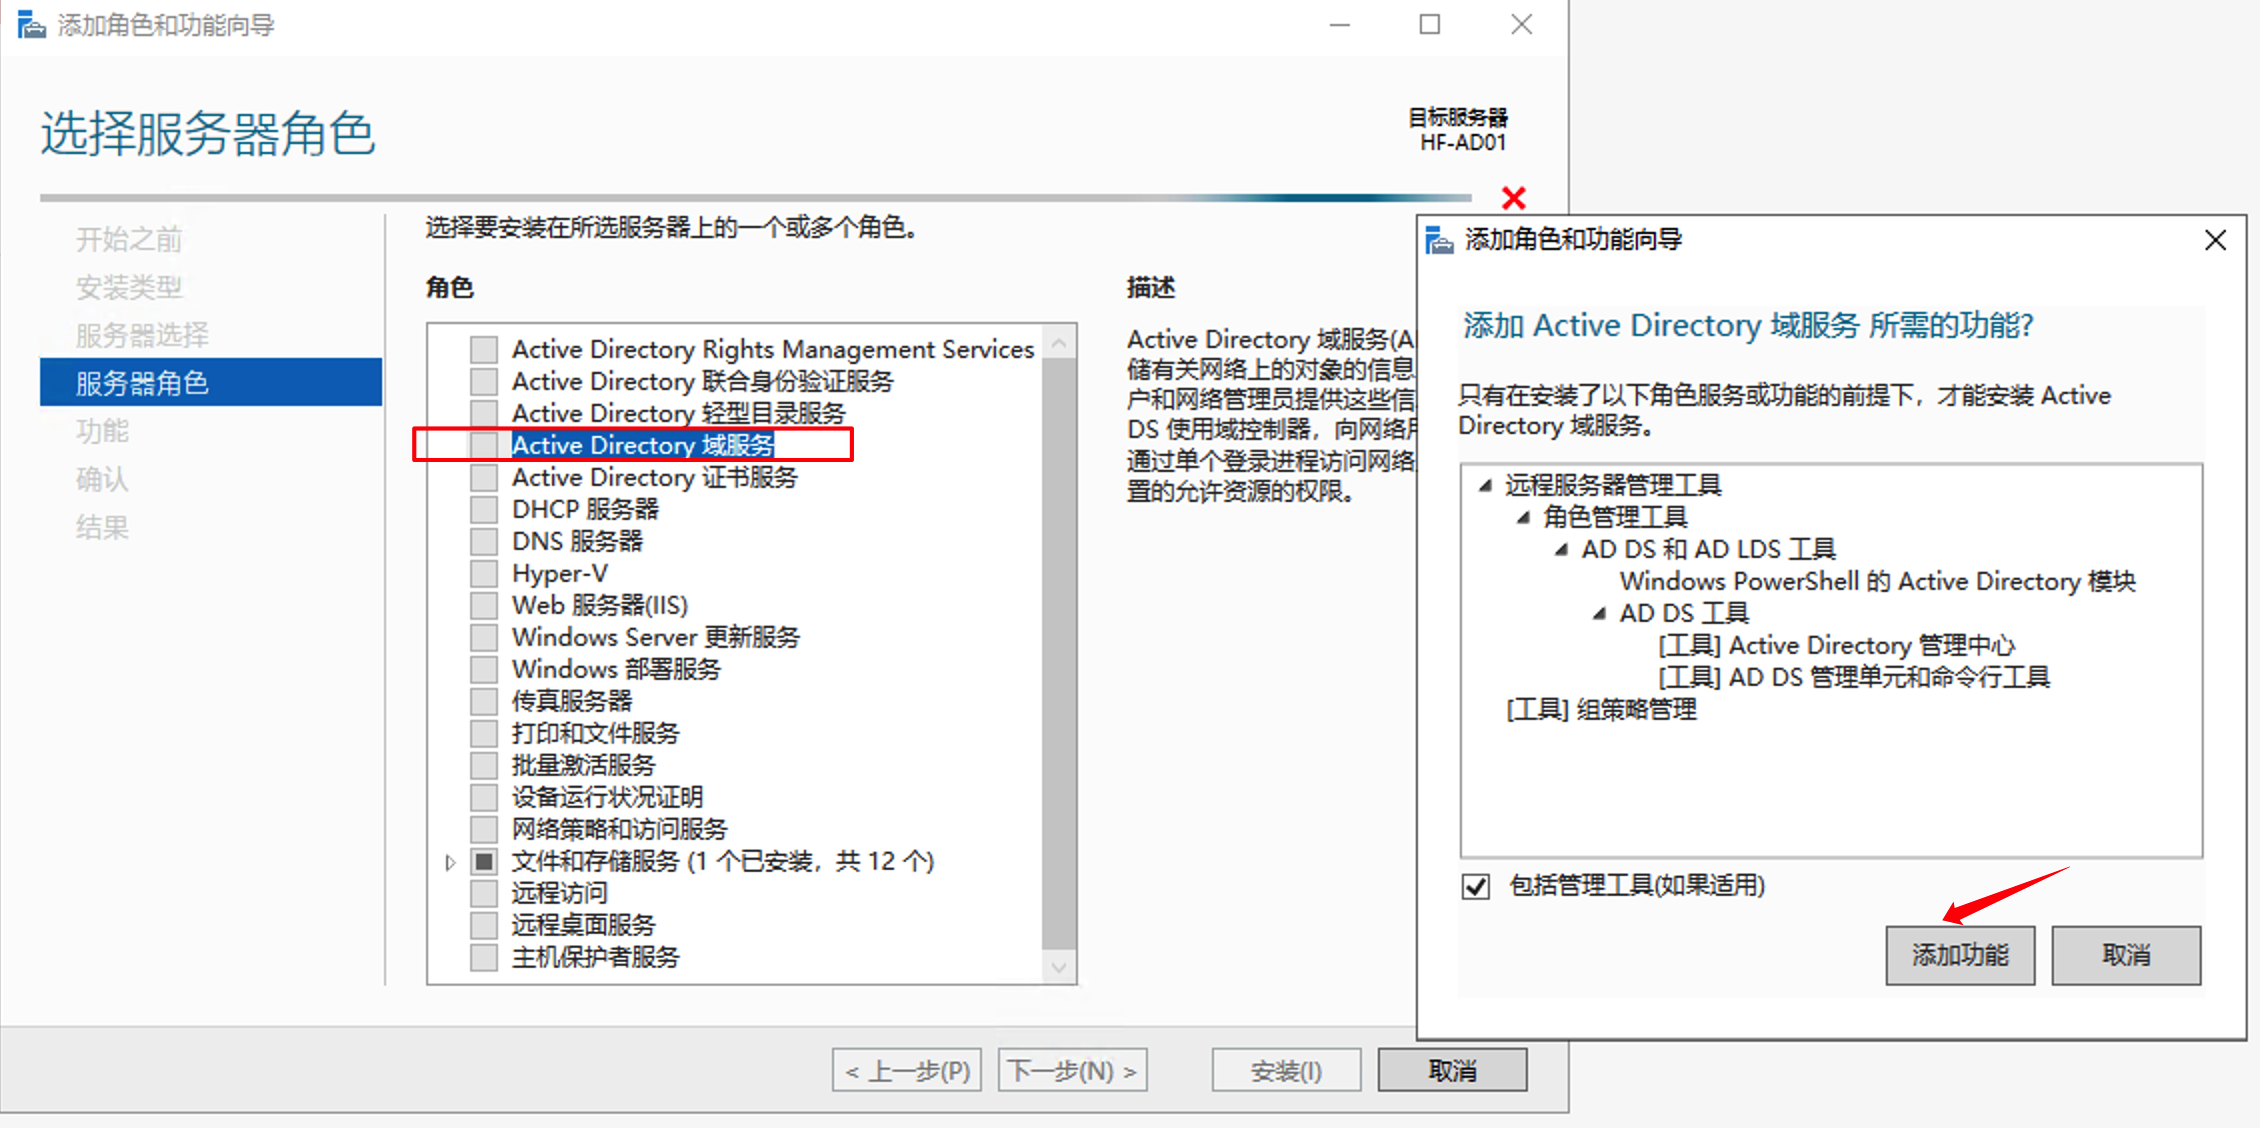 添加角色和功能向导
选择服务器角色
目标服务器
HF-AD01
开始之前
安装类型
服务器选择
服务器角色
功能
确认
结果
选择要安装在所选服务器上的一个或多个角色。
角色
Active Directory Rights Management Services
Active Directory 联合身份验证服务
Active Directory 轻型目录服务
Active Directory 域服务
Active Directory 证书服务
DHCP 服务器
DNS 服务器
Hyper-V
Web 服务器(IIS)
Windows Server 更新服务
Windows 部署服务
传真服务器
打印和文件服务
批量激活服务
设备运行状况证明
网络策略和访问服务
文件和存储服务 (1 个已安装，共 12 个)
远程访问
远程桌面服务
主机保护者服务
描述
Active Directory 域服务(A
储有关网络上的对象的信息
户和网络管理员提供这些信
DS 使用域控制器，向网络用
通过单个登录进程访问网络
置的允许资源的权限。
< 上一步(P)
下一步(N) >
安装(I)
取消
添加角色和功能向导
添加 Active Directory 域服务 所需的功能?
只有在安装了以下角色服务或功能的前提下，才能安装 Active
Directory 域服务。
远程服务器管理工具
角色管理工具
AD DS 和 AD LDS 工具
Windows PowerShell 的 Active Directory 模块
AD DS 工具
[工具] Active Directory 管理中心
[工具] AD DS 管理单元和命令行工具
[工具] 组策略管理
包括管理工具(如果适用)
添加功能
取消